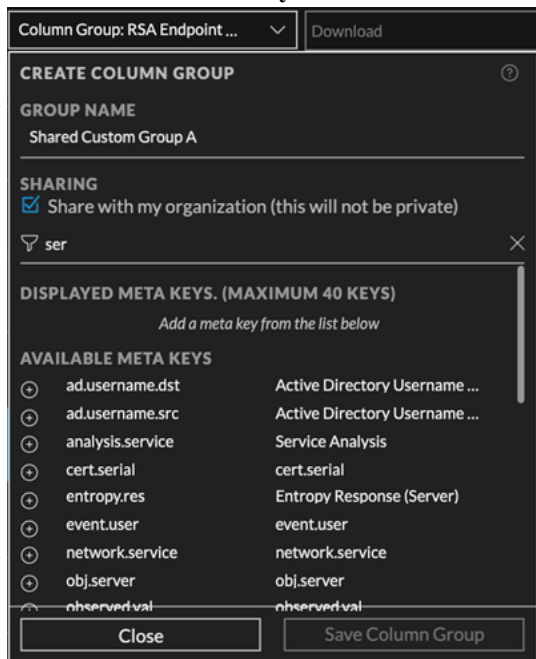 Column Group: RSA Endpoint ...
Download
CREATE COLUMN GROUP
GROUP NAME
Shared Custom Group A
SHARING
Share with my organization (this will not be private)
ser
DISPLAYED META KEYS. (MAXIMUM 40 KEYS)
Add a meta key from the list below
AVAILABLE META KEYS
ad.username.dst Active Directory Username ...
ad.username.src Active Directory Username ...
analysis.service Service Analysis
cert.serial cert.serial
entropy.res Entropy Response (Server)
event.user event.user
network.service network.service
obj.server obj.server
observed.val observed.val
Close Save Column Group